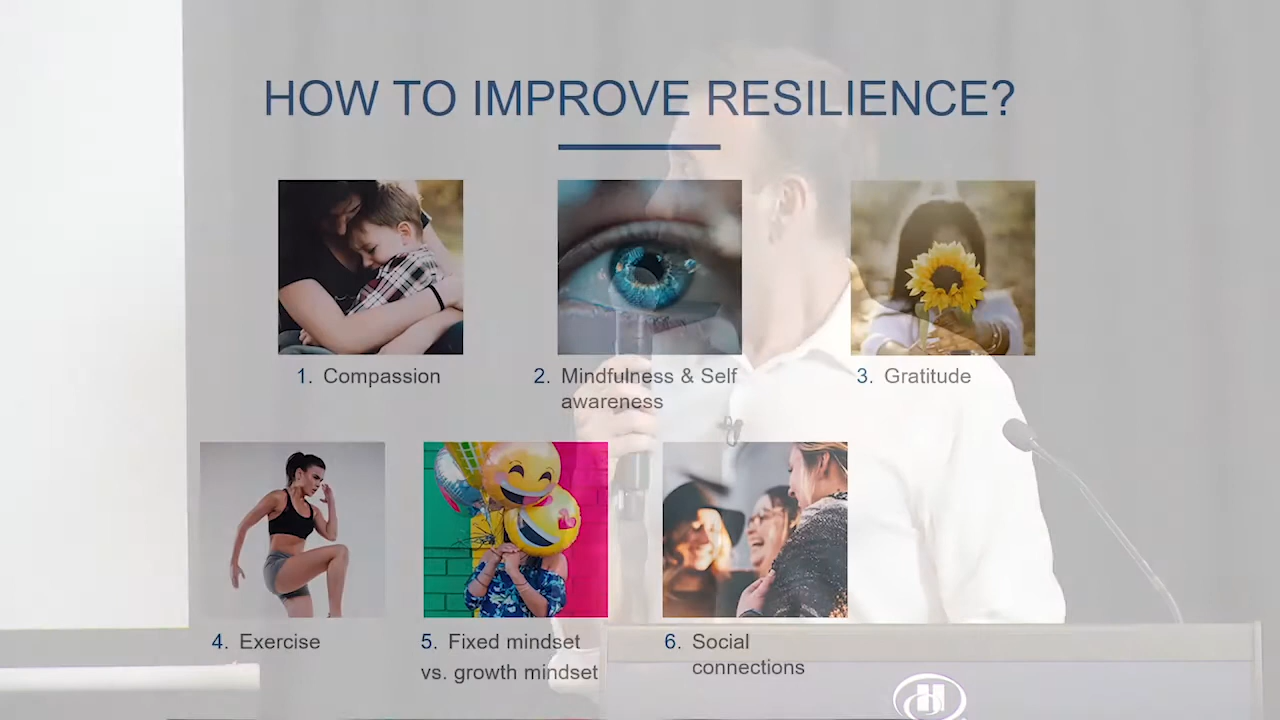 HOW TO IMPROVE RESILIENCE?
1. Compassion
2. Mindfulness & Self
awareness
3. Gratitude
4. Exercise
5. Fixed mindset
vs. growth mindset
6. Social
connections
H